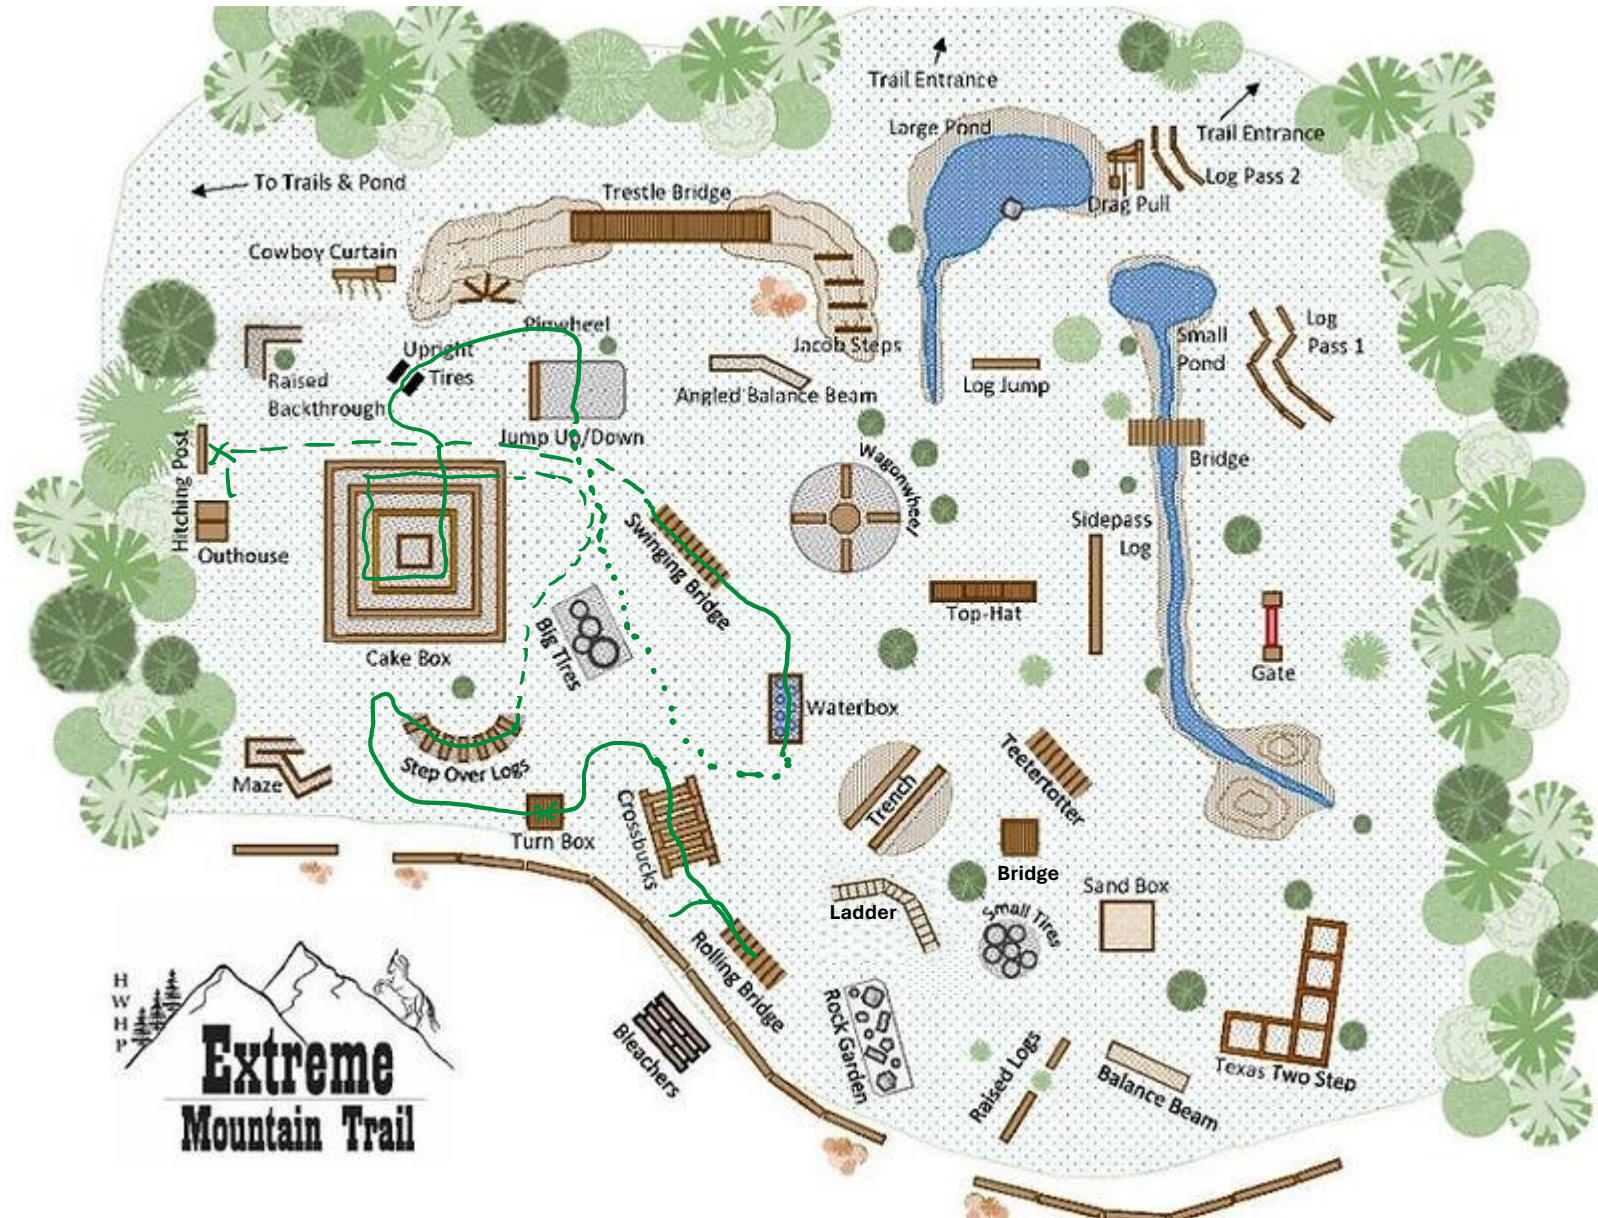 Trail Entrance
Large Pond
Trail Entrance
Log Pass 2
Drag Pull
To Trails & Pond
Trestle Bridge
Cowboy Curtain
Pinwheel
Upright
Tires
Raised
Backthrough
Jacob Steps
Angled Balance Beam
Log Jump
Small
Pond
Log
Pass 1
Jump Up/Down
Hitching Post
Outhouse
Wagonwheel
Bridge
Sidepass
Log
Swinging Bridge
Top-Hat
Cake Box
Big Tires
Gate
Waterbox
Step Over Logs
Maze
Turn Box
Crossbucks
Trench
Teetertotter
Bridge
Ladder
Small Tires
Sand Box
Rolling Bridge
Bleachers
Rock Garden
Raised Logs
Balance Beam
Texas Two Step
H
W
H
P
Extreme
Mountain Trail